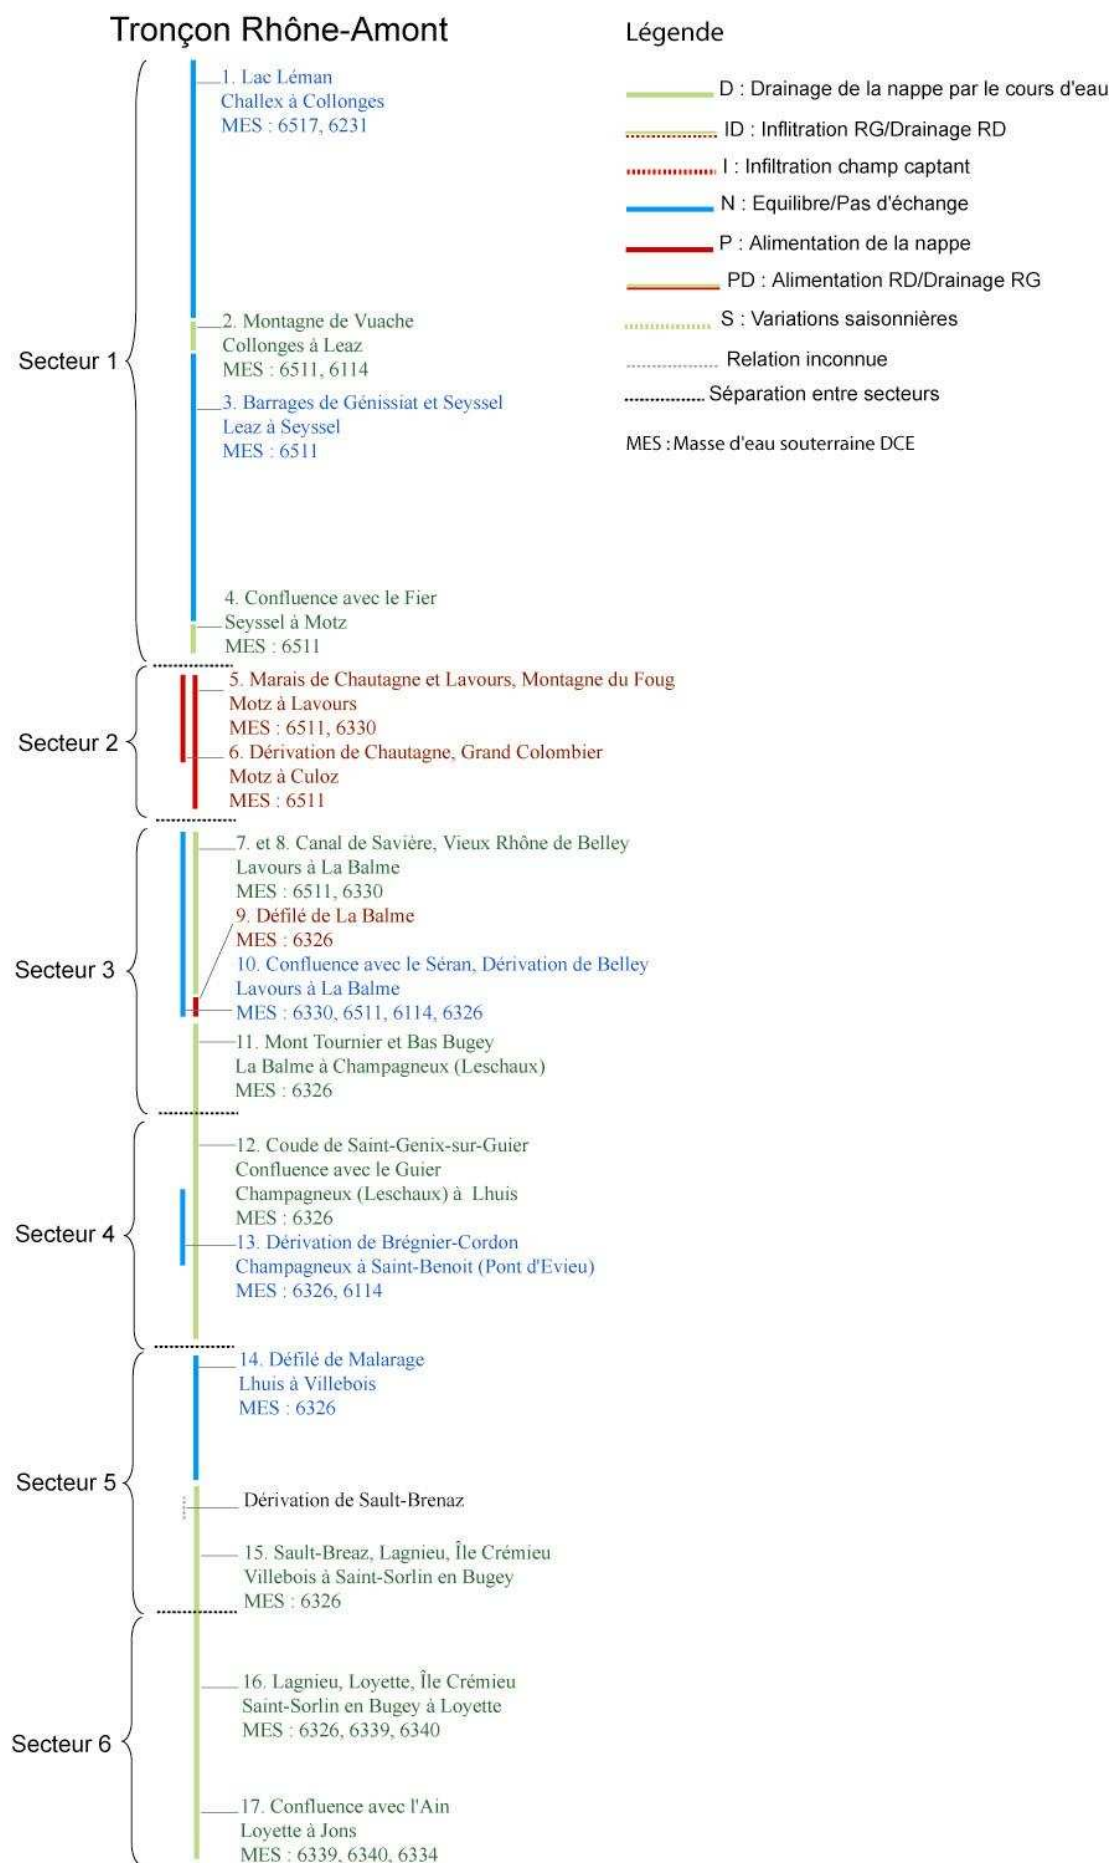 Tronçon Rhône-Amont
Légende
D : Drainage de la nappe par le cours d'eau
ID : Inflitration RG/Drainage RD
I : Infiltration champ captant
N : Equilibre/Pas d'échange
P : Alimentation de la nappe
PD : Alimentation RD/Drainage RG
S : Variations saisonnières
Relation inconnue
Séparation entre secteurs
MES : Masse d'eau souterraine DCE
Secteur 1
1. Lac Léman
Challex à Collonges
MES : 6517, 6231
2. Montagne de Vuache
Collonges à Leaz
MES : 6511, 6114
3. Barrages de Génissiat et Seyssel
Leaz à Seyssel
MES : 6511
4. Confluence avec le Fier
Seyssel à Motz
MES : 6511
Secteur 2
5. Marais de Chautagne et Lavours, Montagne du Foug
Motz à Lavours
MES : 6511, 6330
6. Dérivation de Chautagne, Grand Colombier
Motz à Culoz
MES : 6511
Secteur 3
7. et 8. Canal de Savière, Vieux Rhône de Belley
Lavours à La Balme
MES : 6511, 6330
9. Défilé de La Balme
MES : 6326
10. Confluence avec le Séran, Dérivation de Belley
Lavours à La Balme
MES : 6330, 6511, 6114, 6326
11. Mont Tournier et Bas Bugey
La Balme à Champagneux (Leschaux)
MES : 6326
Secteur 4
12. Coude de Saint-Genix-sur-Guier
Confluence avec le Guier
Champagneux (Leschaux) à Lhuis
MES : 6326
13. Dérivation de Brégnier-Cordon
Champagneux à Saint-Benoit (Pont d'Evieu)
MES : 6326, 6114
Secteur 5
14. Défilé de Malarage
Lhuis à Villebois
MES : 6326
Dérivation de Sault-Brenaz
15. Sault-Breaz, Lagnieu, Île Crémieu
Villebois à Saint-Sorlin en Bugey
MES : 6326
Secteur 6
16. Lagnieu, Loyette, Île Crémieu
Saint-Sorlin en Bugey à Loyette
MES : 6326, 6339, 6340
17. Confluence avec l'Ain
Loyette à Jons
MES : 6339, 6340, 6334